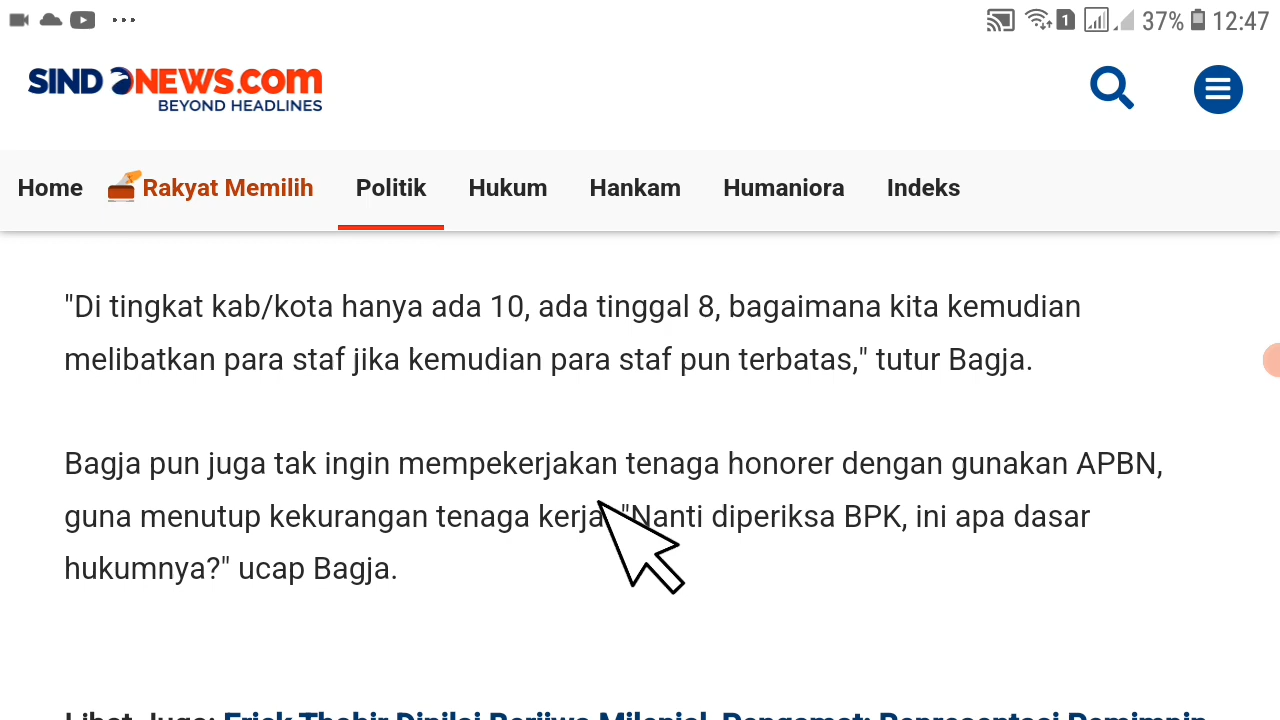 37% 12:47
SINDONEWS.com
BEYOND HEADLINES
Home Rakyat Memilih Politik Hukum Hankam Humaniora Indeks
"Di tingkat kab/kota hanya ada 10, ada tinggal 8, bagaimana kita kemudian
melibatkan para staf jika kemudian para staf pun terbatas," tutur Bagja.
Bagja pun juga tak ingin mempekerjakan tenaga honorer dengan gunakan APBN,
guna menutup kekurangan tenaga kerja. "Nanti diperiksa BPK, ini apa dasar
hukumnya?" ucap Bagja.
Lihat Juga: Erick Thohir Dinilai Berjiwa Milenial, Pengamat: Representasi Pemimpin